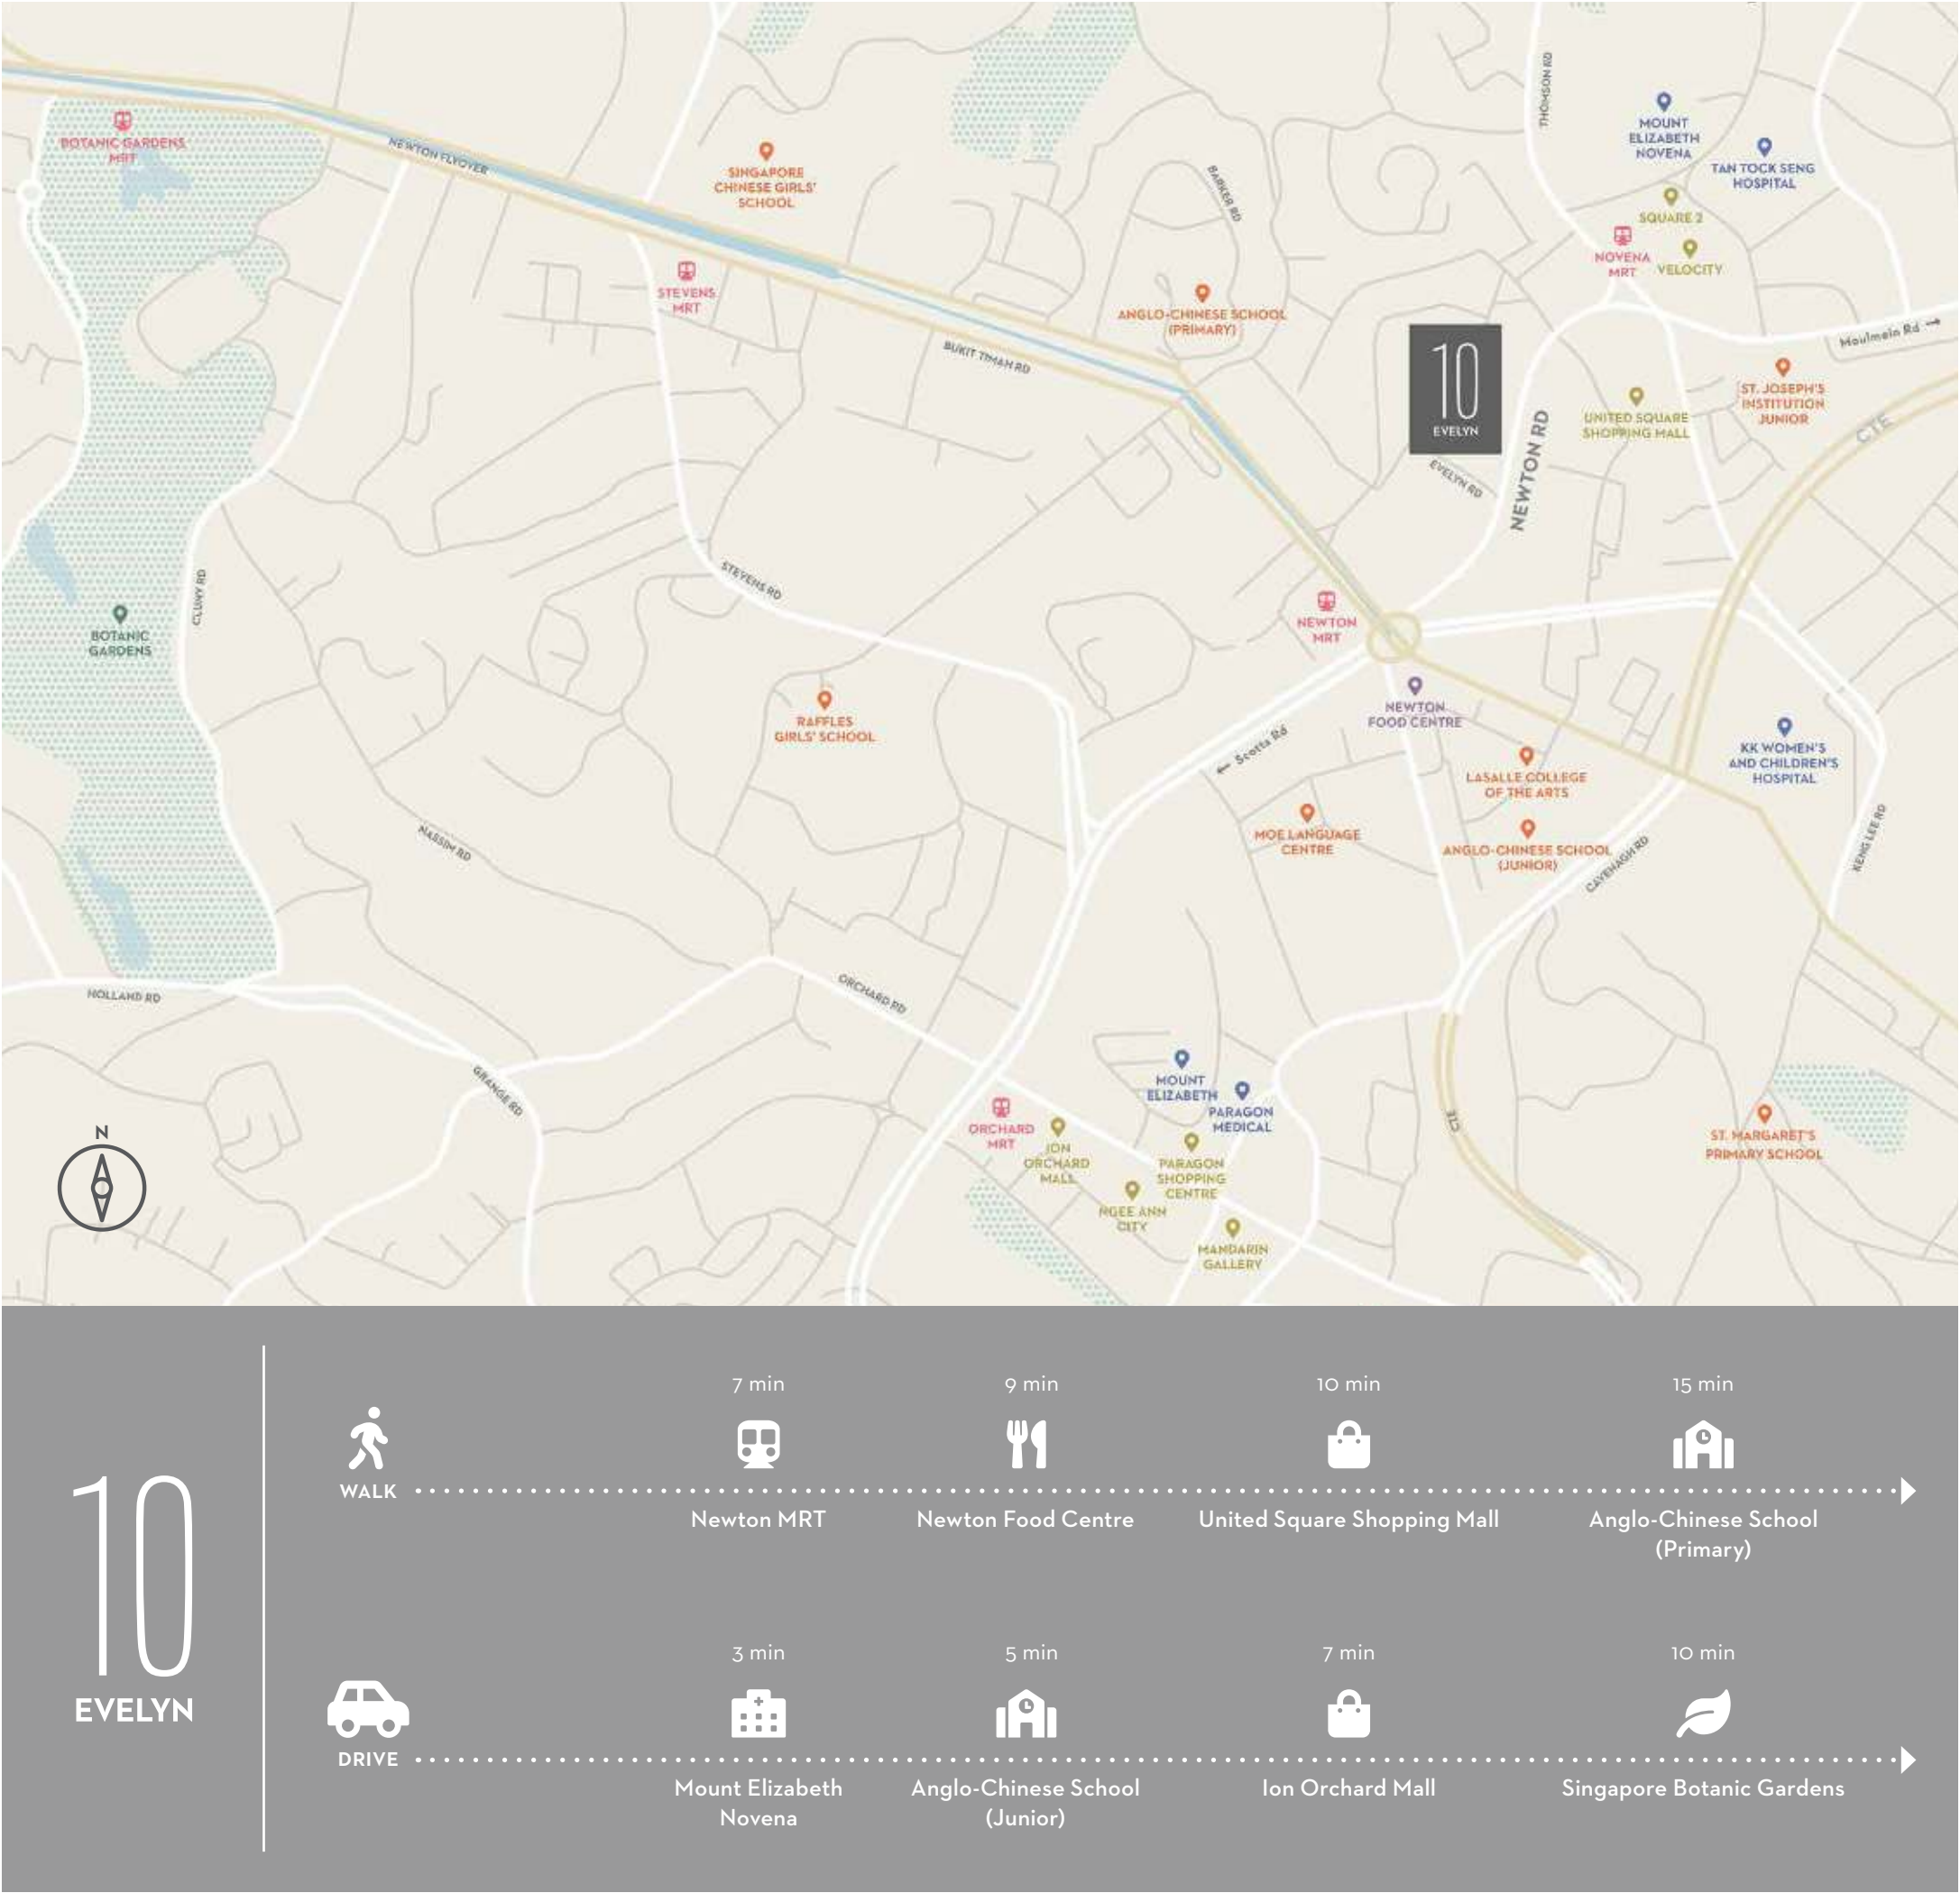 THOMSON RD
MOUNT
ELIZABETH
NOVENA
TAN TOCK SENG
HOSPITAL
BOTANIC GARDENS
MRT
NEWTON FLYOVER
SINGAPORE
CHINESE GIRLS'
SCHOOL
BARKER RD
SQUARE 2
NOVENA
MRT
VELOCITY
STEVENS
MRT
ANGLO-CHINESE SCHOOL
(PRIMARY)
BUKIT TIMAH RD
Moulmein Rd →
10
EVELYN
ST. JOSEPH'S
INSTITUTION
JUNIOR
UNITED SQUARE
SHOPPING MALL
CTE
EVELYN RD
NEWTON RD
CLUNY RD
STEVENS RD
BOTANIC
GARDENS
NEWTON
MRT
NEWTON
FOOD CENTRE
RAFFLES
GIRLS' SCHOOL
← Scotts Rd
KK WOMEN'S
AND CHILDREN'S
HOSPITAL
LASALLE COLLEGE
OF THE ARTS
MOE LANGUAGE
CENTRE
ANGLO-CHINESE SCHOOL
(JUNIOR)
CAVENAGH RD
KENG LEE RD
NASSIM RD
HOLLAND RD
ORCHARD RD
GRANGE RD
MOUNT
ELIZABETH
PARAGON
MEDICAL
ORCHARD
MRT
ION
ORCHARD
MALL
PARAGON
SHOPPING
CENTRE
NGEE ANN
CITY
MANDARIN
GALLERY
CTE
ST. MARGARET'S
PRIMARY SCHOOL
N
10
EVELYN
7 min
9 min
10 min
15 min
WALK
Newton MRT
Newton Food Centre
United Square Shopping Mall
Anglo-Chinese School
(Primary)
3 min
5 min
7 min
10 min
DRIVE
Mount Elizabeth
Novena
Anglo-Chinese School
(Junior)
Ion Orchard Mall
Singapore Botanic Gardens